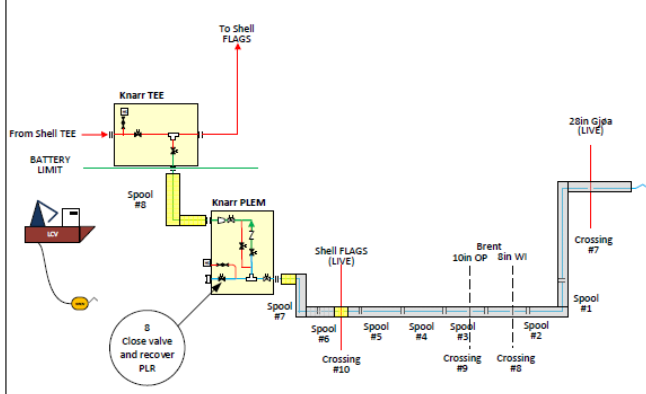 To Shell
FLAGS
Knarr TEE
From Shell TEE
BATTERY
LIMIT
Spool
#8
Knarr PLEM
28in Gjøa
(LIVE)
LCV
Shell FLAGS
(LIVE)
Brent
10in OP
8in WI
Crossing
#7
Spool
#7
Spool
#6
Spool
#5
Spool
#4
Spool
#3
Spool
#2
Spool
#1
8
Close valve
and recover
PLR
Crossing
#10
Crossing
#9
Crossing
#8